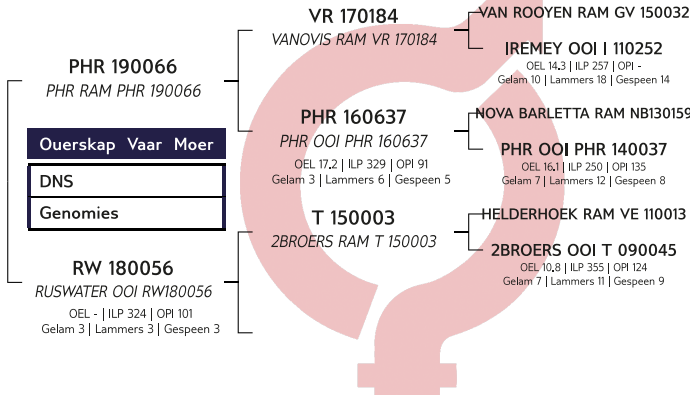 PHR 190066
PHR RAM PHR 190066
Ouerskap Vaar Moer
DNS
Genomies
RW 180056
RUSWATER OOI RW180056
OEL - | ILP 324 | OPI 101
Gelam 3 | Lammers 3 | Gespeen 3
VR 170184
VANOVIS RAM VR 170184
PHR 160637
PHR OOI PHR 160637
OEL 17.2 | ILP 329 | OPI 91
Gelam 3 | Lammers 6 | Gespeen 5
T 150003
2BROERS RAM T 150003
VAN ROOYEN RAM GV 150032
IREMEY OOI I 110252
OEL 14.3 | ILP 257 | OPI -
Gelam 10 | Lammers 18 | Gespeen 14
NOVA BARLETTA RAM NB130159
PHR OOI PHR 140037
OEL 16.1 | ILP 250 | OPI 135
Gelam 7 | Lammers 12 | Gespeen 8
HELDERHOEK RAM VE 110013
2BROERS OOI T 090045
OEL 10.8 | ILP 355 | OPI 124
Gelam 7 | Lammers 11 | Gespeen 9